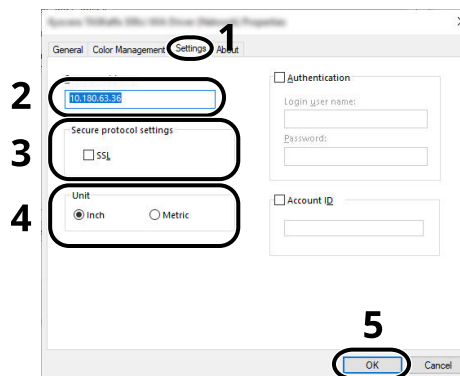 General Color Management Settings About
1
2
10.180.63.36
3
Secure protocol settings
SSL
4
Unit
Inch Metric
Authentication
Login user name:
Password:
Account ID
5
OK Cancel